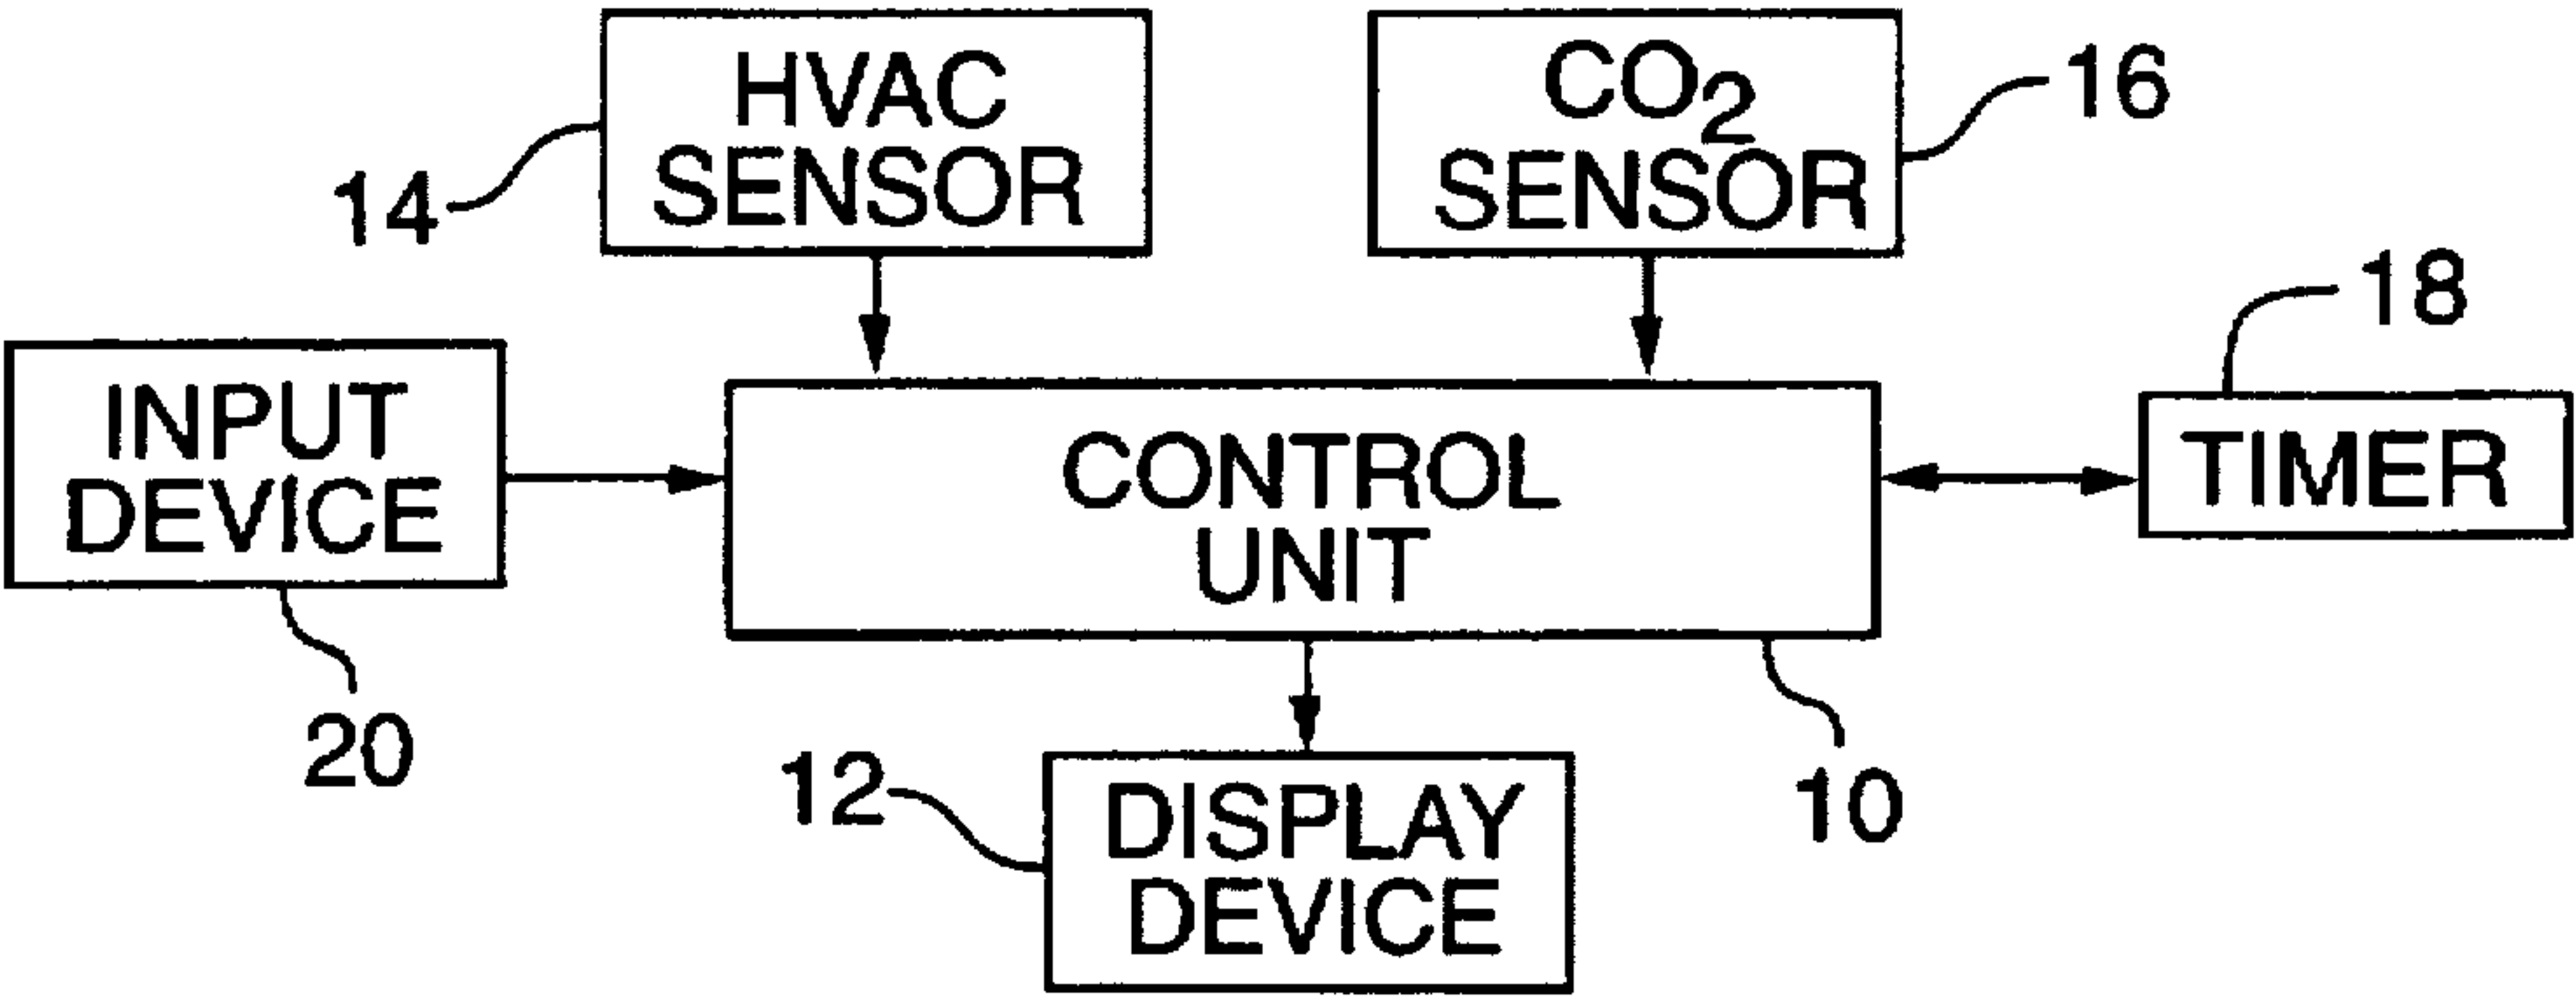 HVAC
SENSOR
14
CO₂
SENSOR
16
18
INPUT
DEVICE
20
CONTROL
UNIT
10
TIMER
12
DISPLAY
DEVICE